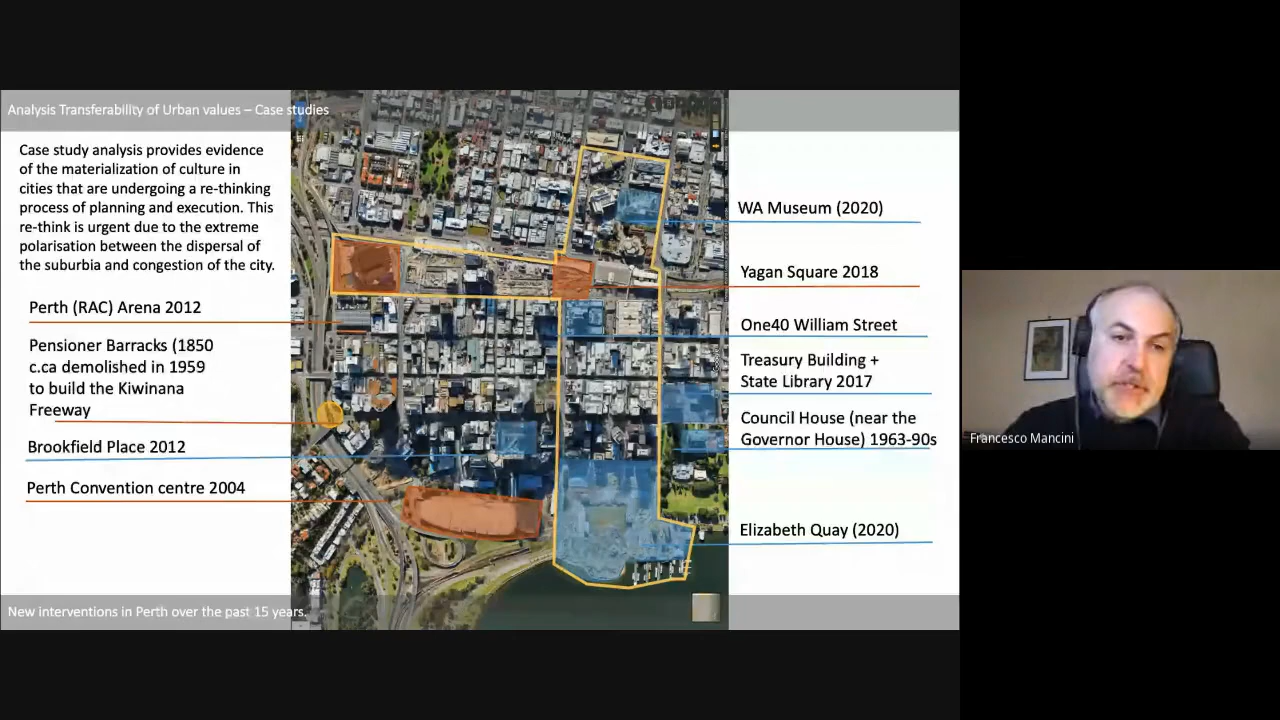 Analysis Transferability of Urban values – Case studies
Case study analysis provides evidence
of the materialization of culture in
cities that are undergoing a re-thinking
process of planning and execution. This
re-think is urgent due to the extreme
polarisation between the dispersal of
the suburbia and congestion of the city.
Perth (RAC) Arena 2012
Pensioner Barracks (1850
c.ca demolished in 1959
to build the Kiwinana
Freeway
Brookfield Place 2012
Perth Convention centre 2004
WA Museum (2020)
Yagan Square 2018
One40 William Street
Treasury Building +
State Library 2017
Council House (near the
Governor House) 1963-90s
Elizabeth Quay (2020)
New interventions in Perth over the past 15 years.
Francesco Mancini